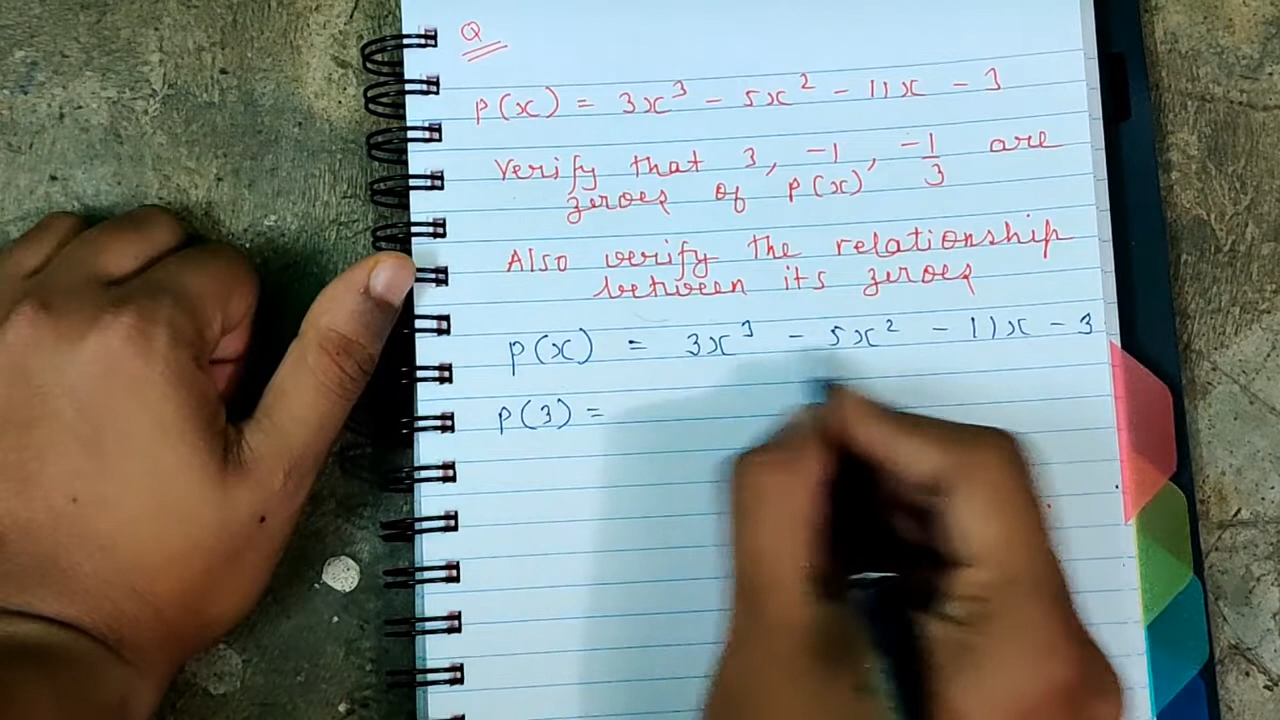 Q
p(x) = 3x³ - 5x² - 11x - 3
Verify that 3, -1, -1/3 are
zeroes of p(x)
Also verify the relationship
between its zeroes
p(x) = 3x³ - 5x² - 11x - 3
p(3) =